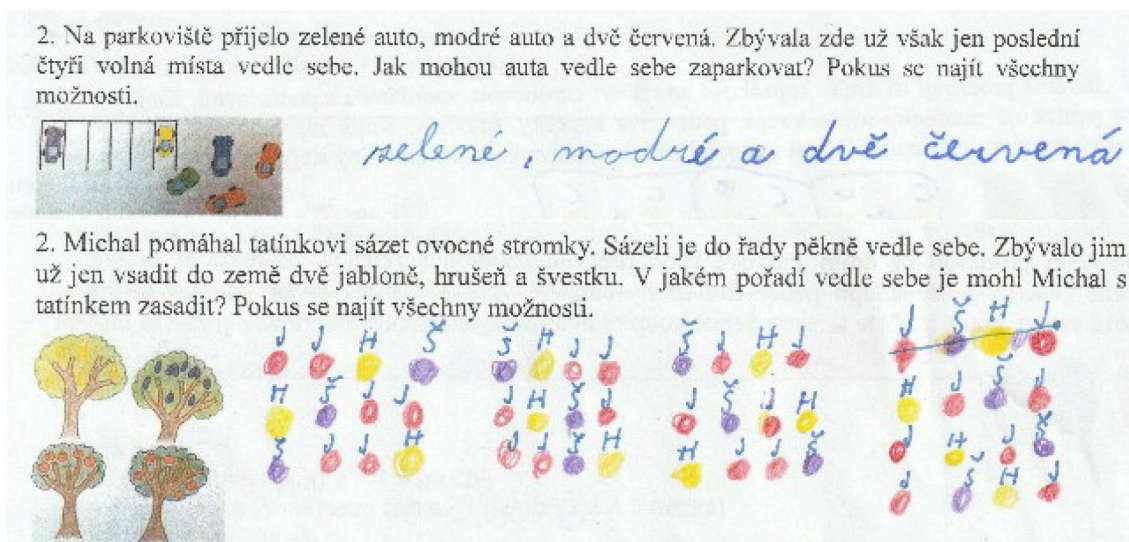 2. Na parkoviště přijelo zelené auto, modré auto a dvě červená. Zbývala zde už však jen poslední
čtyři volná místa vedle sebe. Jak mohou auta vedle sebe zaparkovat? Pokus se najít všechny
možnosti.
zelené, modré a dvě červená
2. Michal pomáhal tatínkovi sázet ovocné stromky. Sázeli je do řady pěkně vedle sebe. Zbývalo jim
už jen vsadit do země dvě jabloně, hrušeň a švestku. V jakém pořadí vedle sebe je mohl Michal s
tatínkem zasadit? Pokus se najít všechny možnosti.
J J H Š Š H J J Š J H J J Š H J
H Š J J J H Š J J Š J H H J Š J
Š J J H J J Š H H J J Š J H J Š
J Š H J